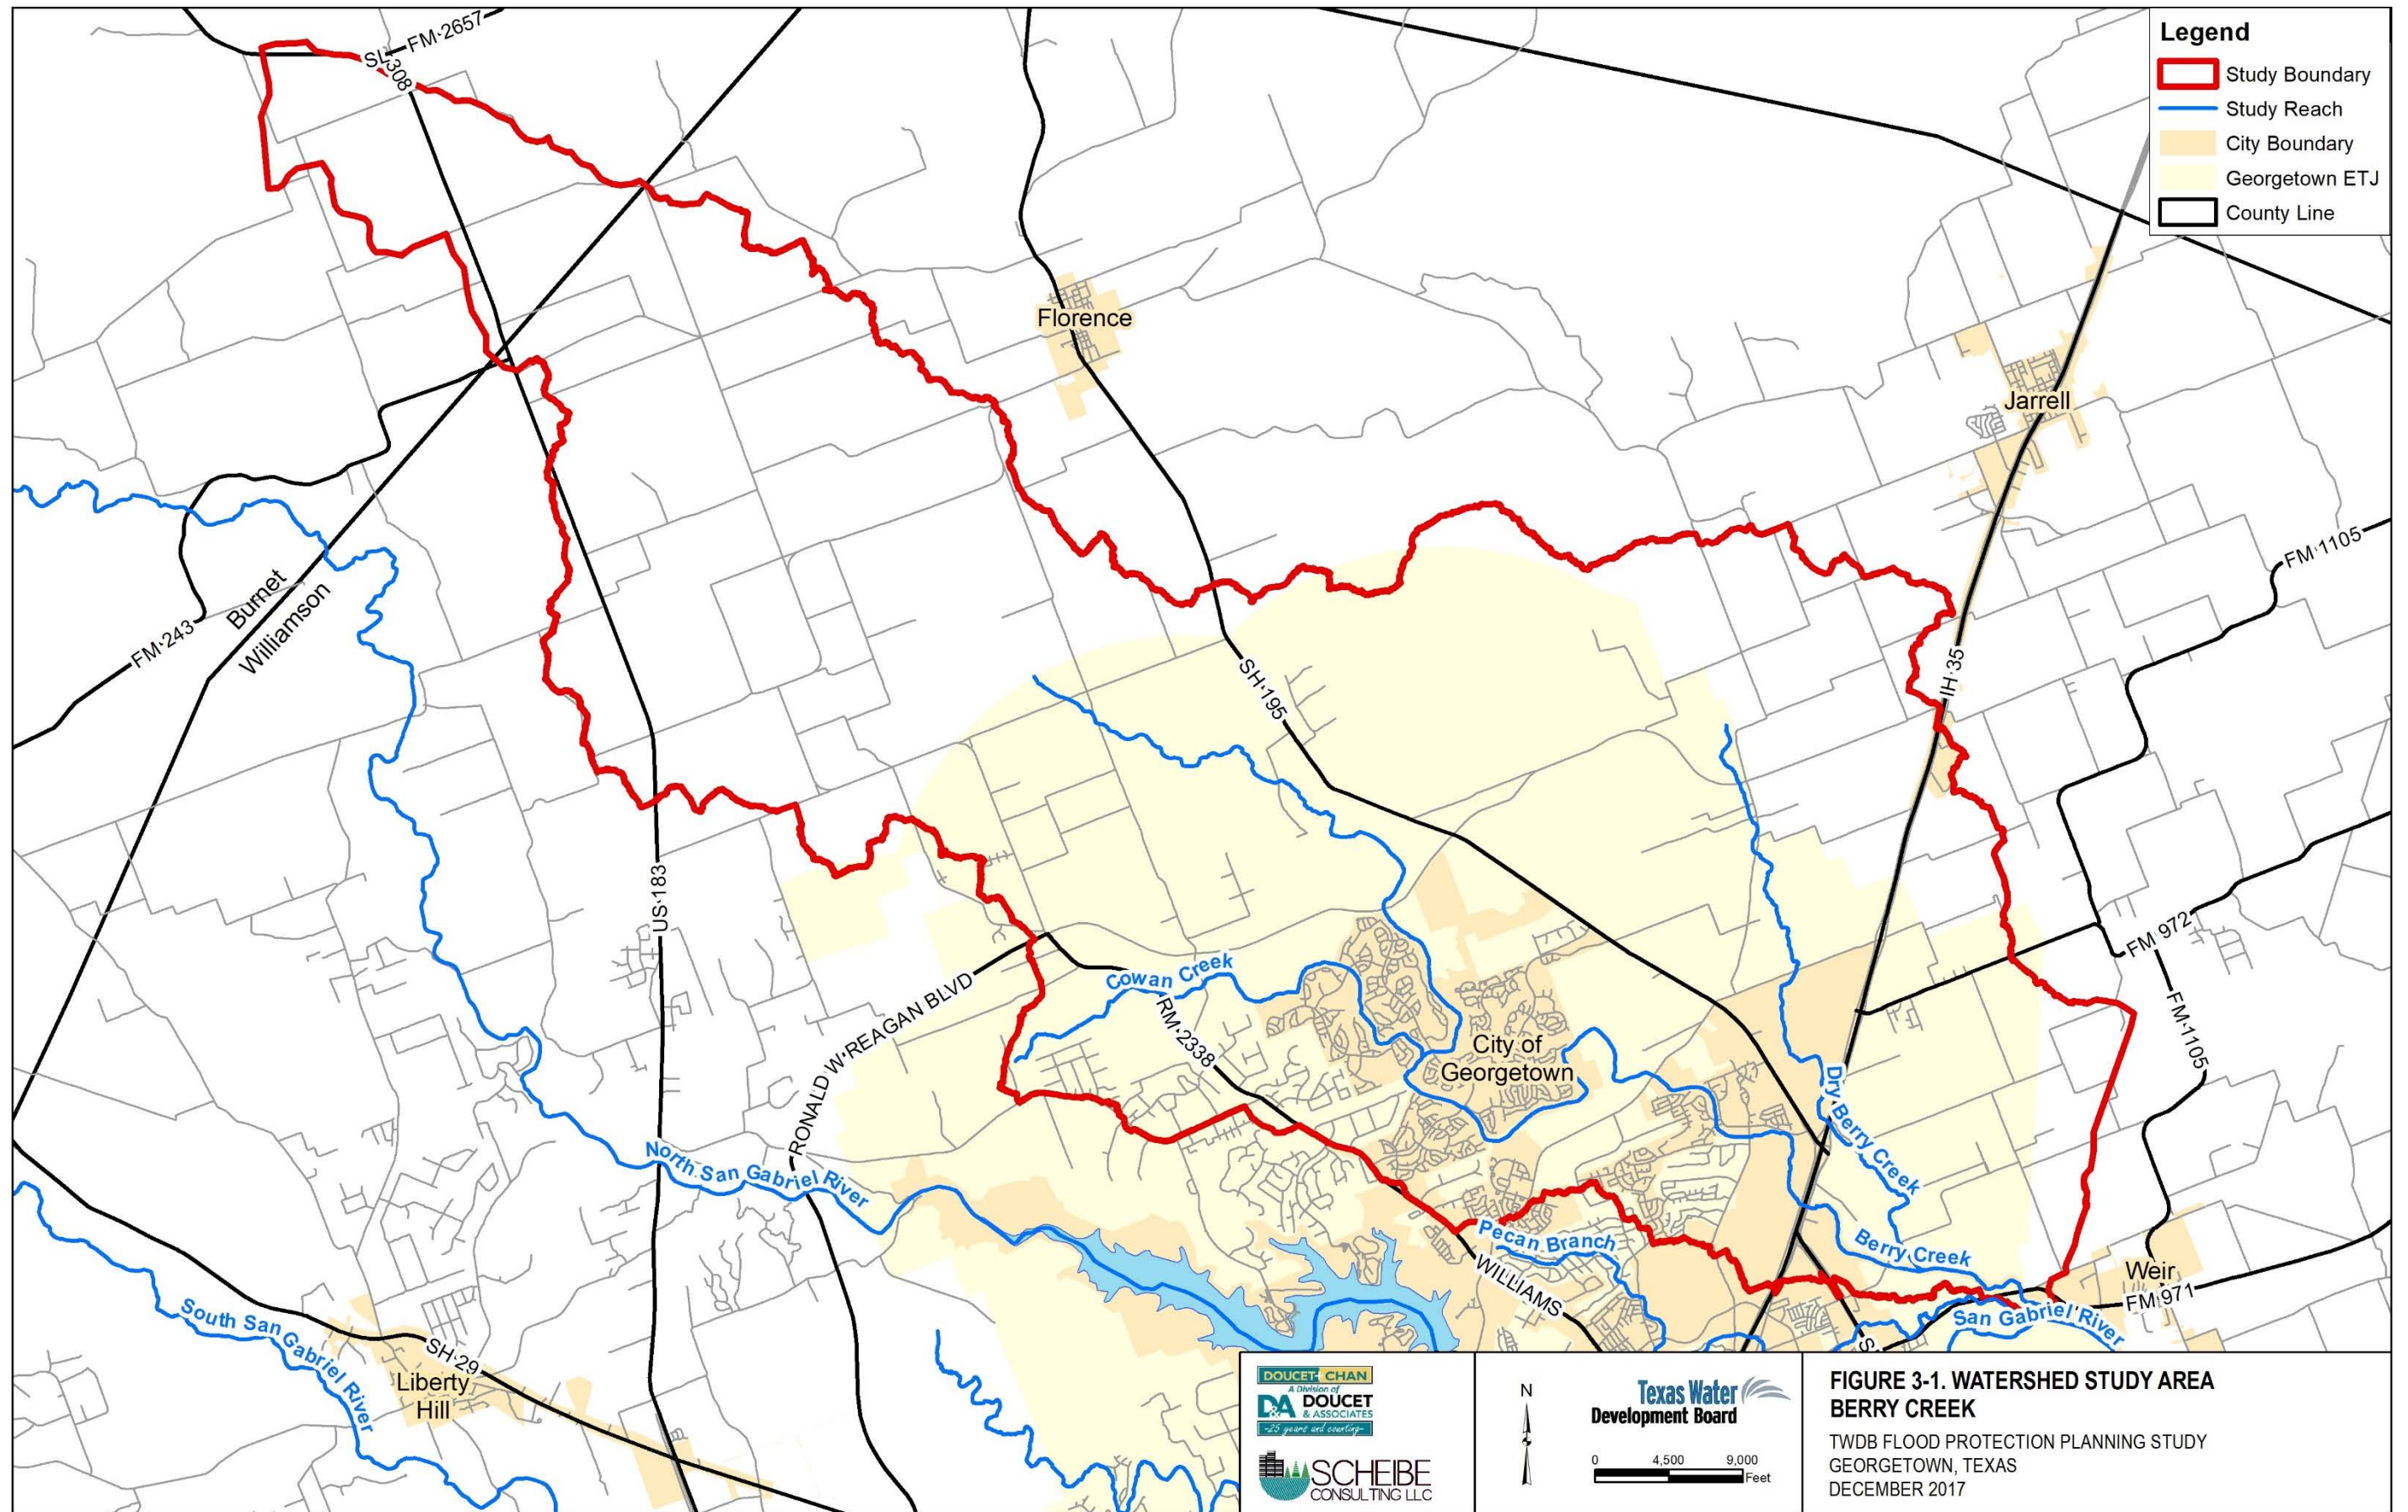 FM 2657
SL 308
Legend
Study Boundary
Study Reach
City Boundary
Georgetown ETJ
County Line
Florence
Jarrell
FM 1105
Burnet
Williamson
FM 243
IH 35
SH 195
US 183
FM 972
FM 1105
Cowan Creek
RONALD W REAGAN BLVD
RM 2338
City of
Georgetown
Dry Berry Creek
North San Gabriel River
Pecan Branch
Berry Creek
WILLIAMS
Weir
FM 971
San Gabriel River
South San Gabriel River
SH 29
Liberty
Hill
S
DOUCET+CHAN
A Division of
D&A DOUCET
& ASSOCIATES
-25 years and counting-
SCHEIBE
CONSULTING LLC
N
Texas Water
Development Board
0 4,500 9,000
Feet
FIGURE 3-1. WATERSHED STUDY AREA
BERRY CREEK
TWDB FLOOD PROTECTION PLANNING STUDY
GEORGETOWN, TEXAS
DECEMBER 2017